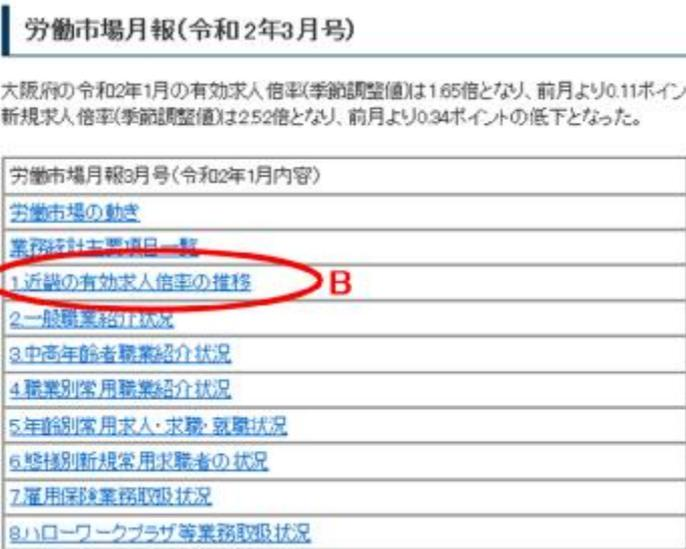 労働市場月報(令和2年3月号)
大阪府の令和2年1月の有効求人倍率(季節調整値)は1.65倍となり、前月より0.11ポイン
新規求人倍率(季節調整値)は2.52倍となり、前月より0.34ポイントの低下となった。
労働市場月報3月号(令和2年1月内容)
労働市場の動き
業務統計主要項目一覧
1.近畿の有効求人倍率の推移
B
2.一般職業紹介状況
3.中高年齢者職業紹介状況
4.職業別常用職業紹介状況
5.年齢別常用求人・求職・就職状況
6.態様別新規常用求職者の状況
7.雇用保険業務取扱状況
8.ハローワークプラザ等業務取扱状況